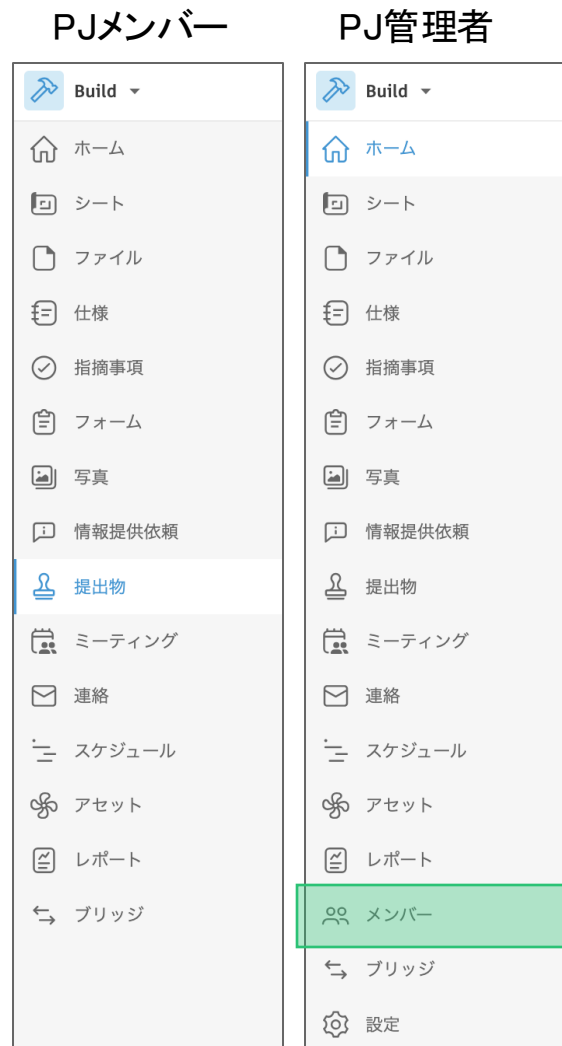 PJメンバー
Build
ホーム
シート
ファイル
仕様
指摘事項
フォーム
写真
情報提供依頼
提出物
ミーティング
連絡
スケジュール
アセット
レポート
ブリッジ
PJ管理者
Build
ホーム
シート
ファイル
仕様
指摘事項
フォーム
写真
情報提供依頼
提出物
ミーティング
連絡
スケジュール
アセット
レポート
メンバー
ブリッジ
設定